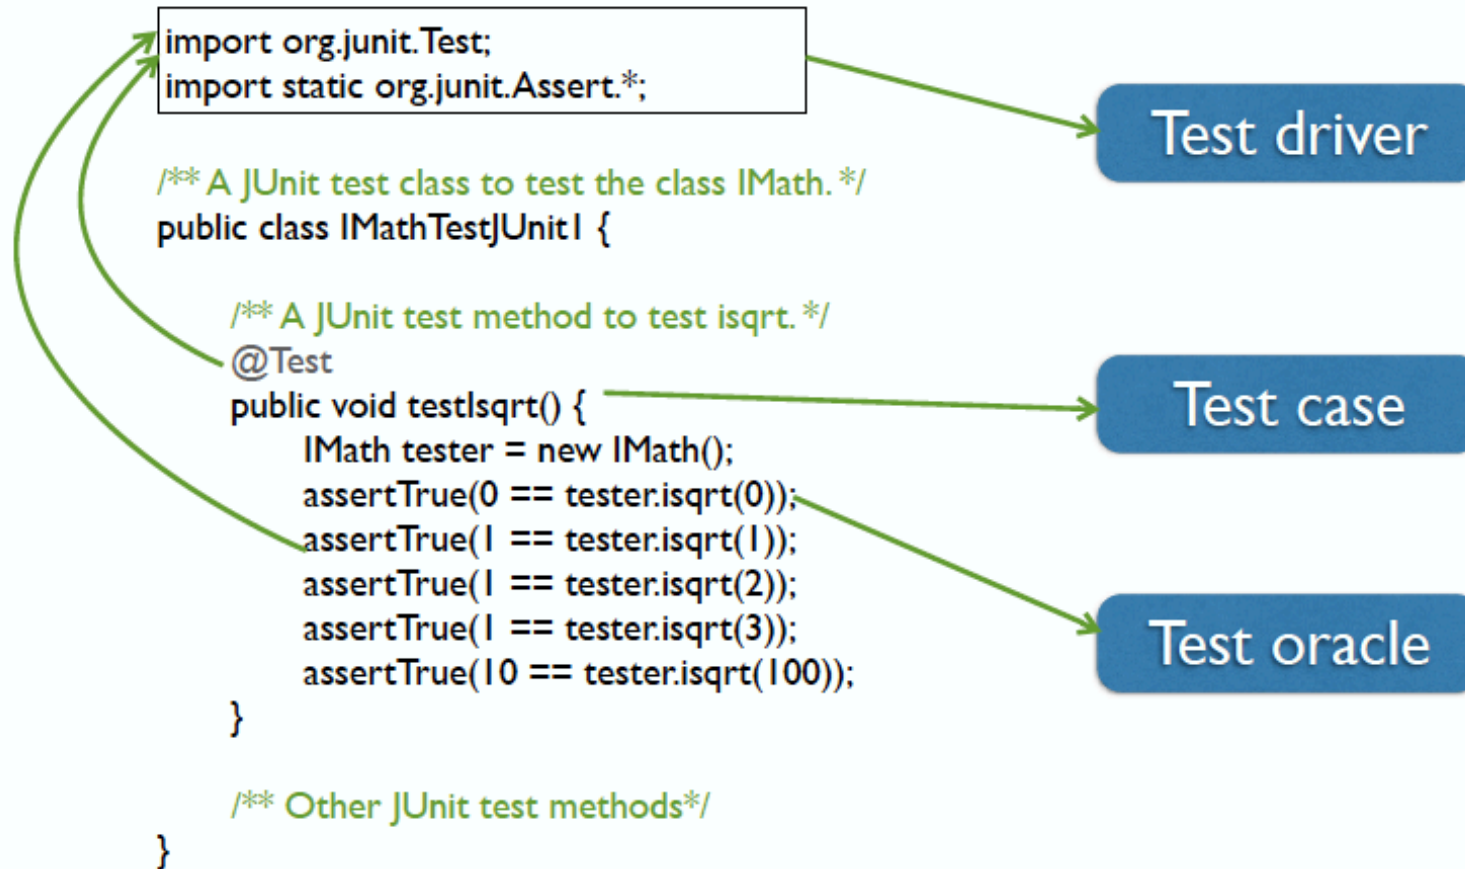 import org.junit.Test;
import static org.junit.Assert.*;
Test driver
/** A JUnit test class to test the class IMath. */
public class IMathTestJUnit1 {
/** A JUnit test method to test isqrt. */
@Test
public void testIsqrt() {
Test case
IMath tester = new IMath();
assertTrue(0 == tester.isqrt(0));
assertTrue(1 == tester.isqrt(1));
assertTrue(1 == tester.isqrt(2));
assertTrue(1 == tester.isqrt(3));
Test oracle
assertTrue(10 == tester.isqrt(100));
}
/** Other JUnit test methods*/
}